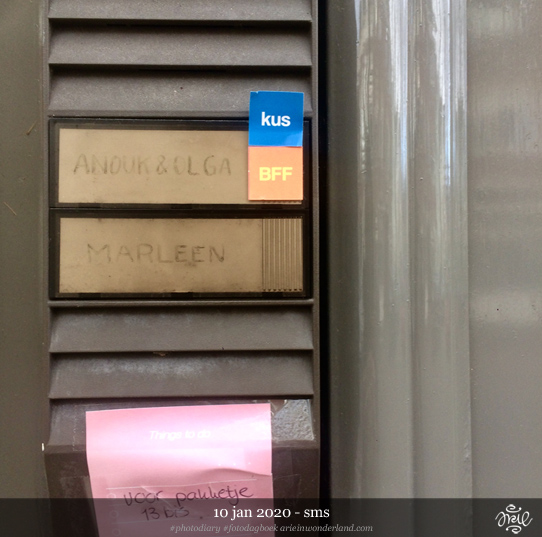 kus
BFF
ANOUK & OLGA
MARLEEN
Things to do
voor pakketje
13 bis
10 jan 2020 - sms
#photodiary #fotodagboek arieinwonderland.com